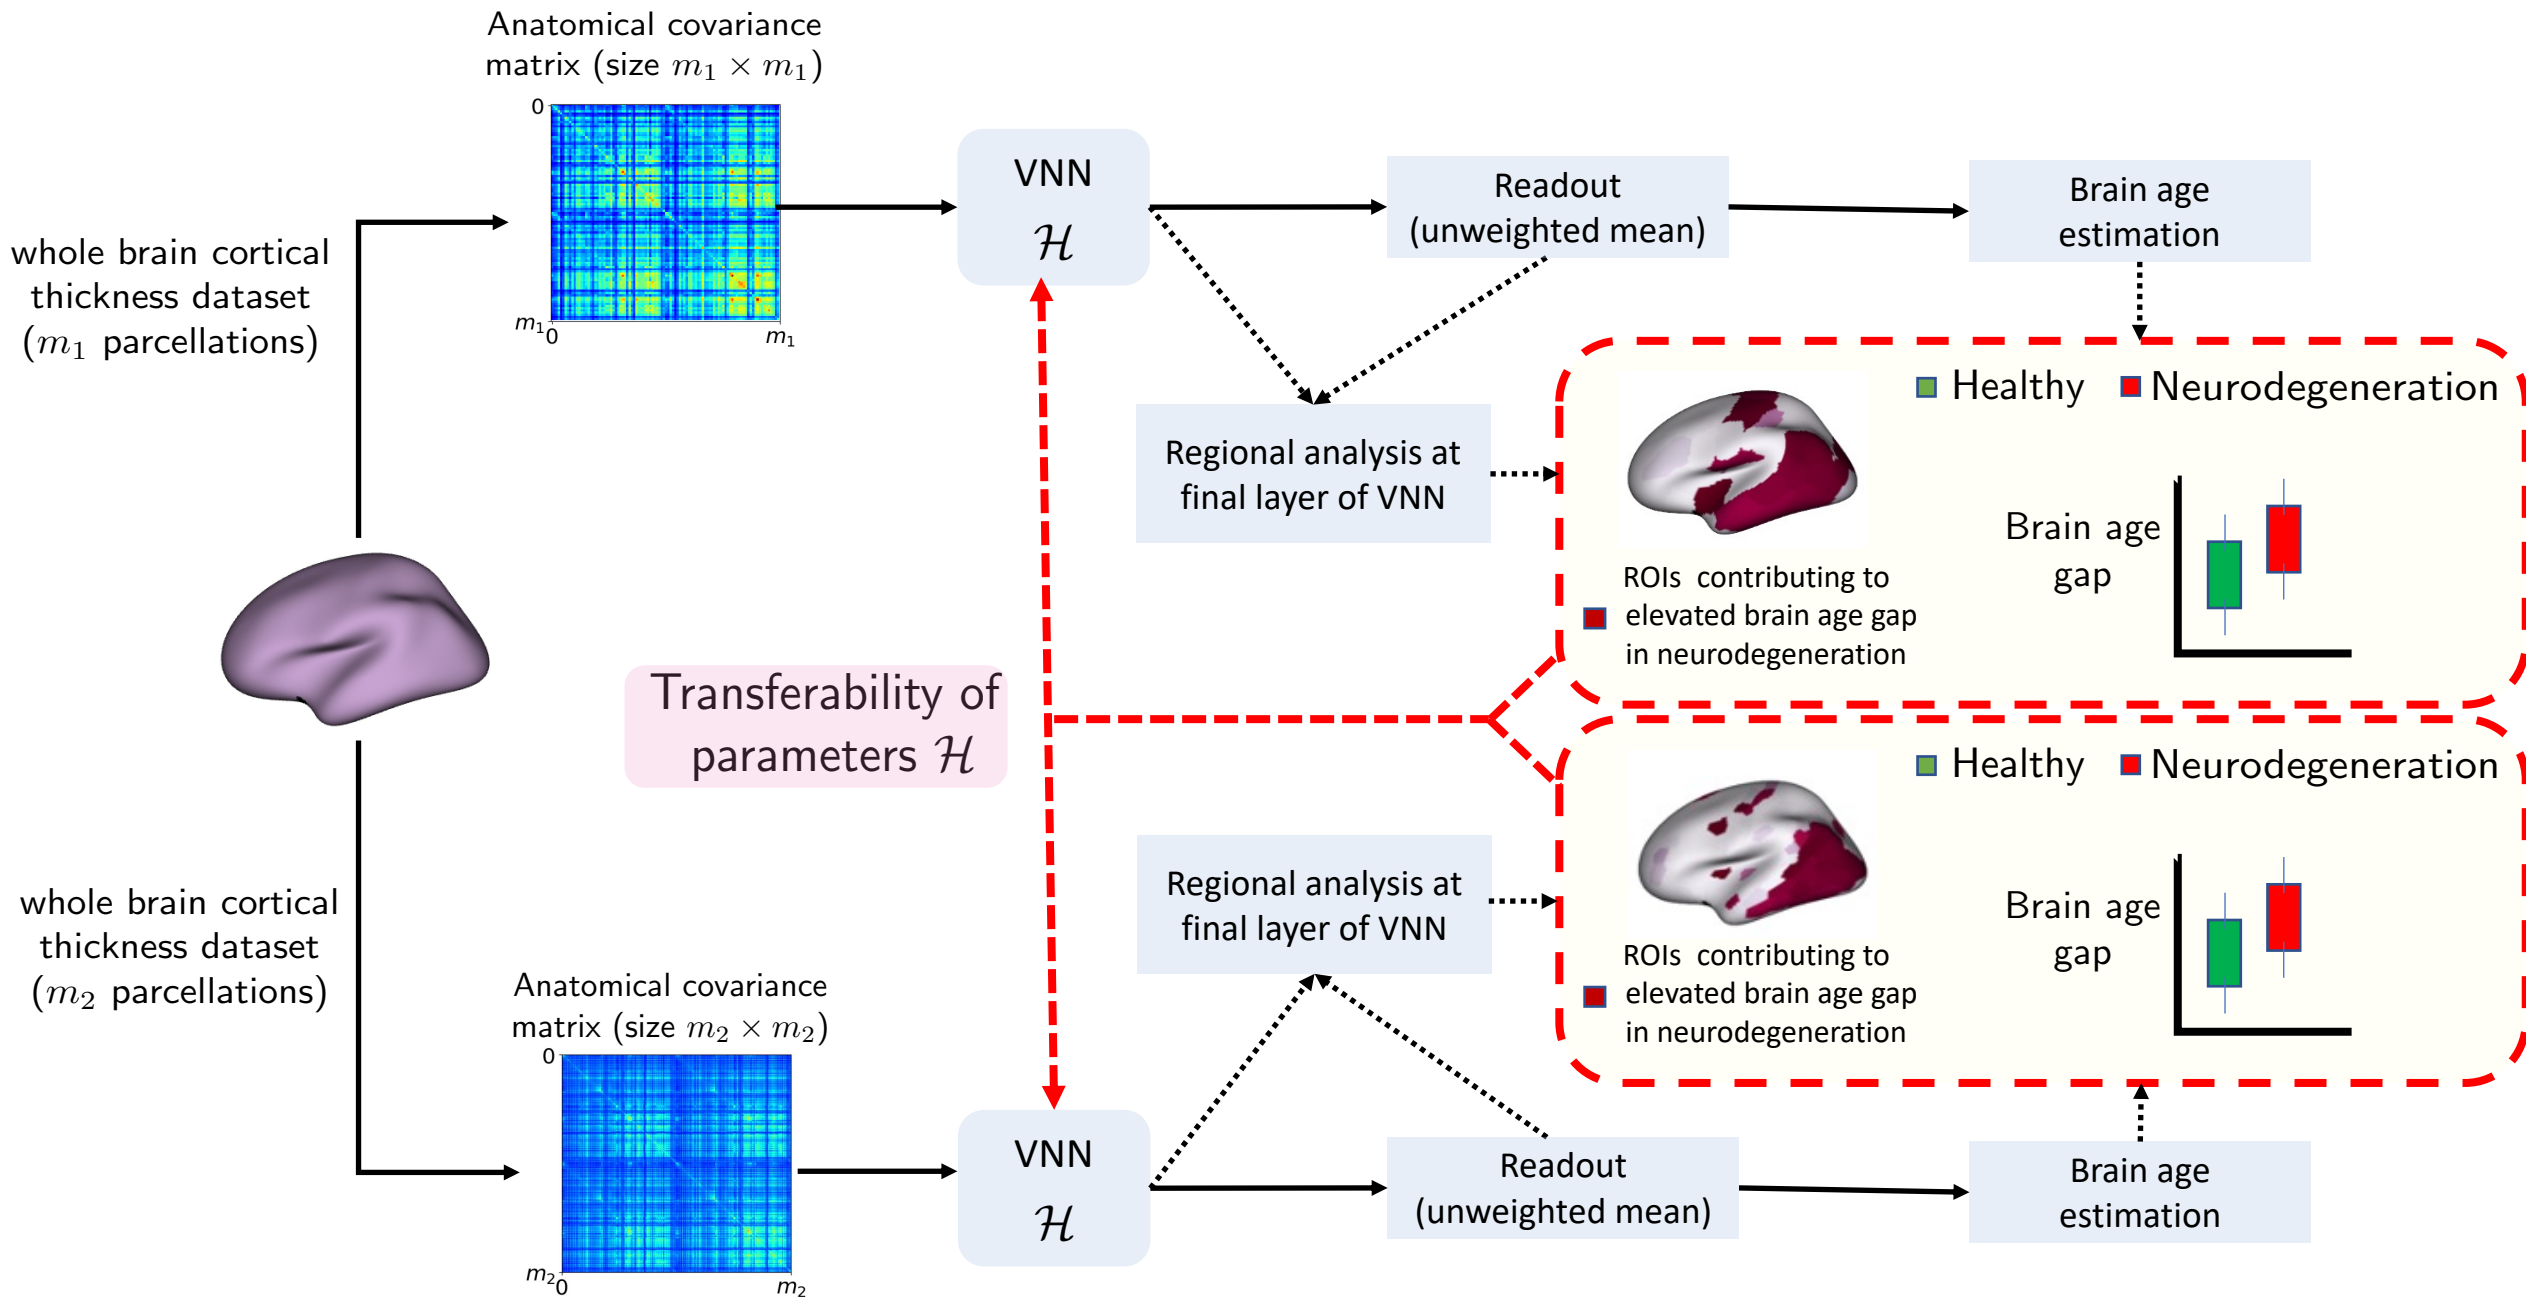 Anatomical covariance
matrix (size m₁ × m₁)
0
m₁
0
m₁
whole brain cortical
thickness dataset
(m₁ parcellations)
VNN
ℋ
Readout
(unweighted mean)
Brain age
estimation
Regional analysis at
final layer of VNN
Healthy
Neurodegeneration
Brain age
gap
ROIs contributing to
elevated brain age gap
in neurodegeneration
Transferability of
parameters ℋ
Healthy
Neurodegeneration
Brain age
gap
ROIs contributing to
elevated brain age gap
in neurodegeneration
Regional analysis at
final layer of VNN
whole brain cortical
thickness dataset
(m₂ parcellations)
Anatomical covariance
matrix (size m₂ × m₂)
0
m₂
0
m₂
VNN
ℋ
Readout
(unweighted mean)
Brain age
estimation